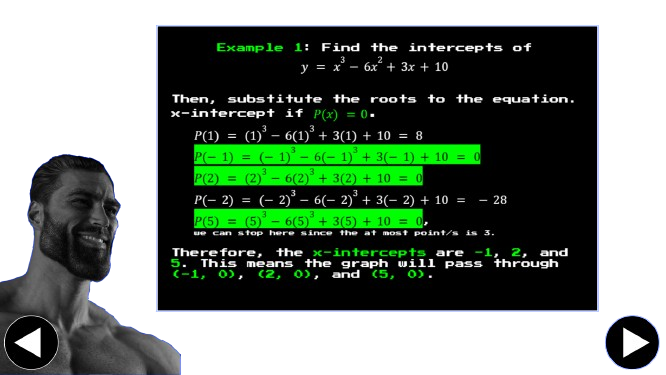 Example 1: Find the intercepts of
y = x³ − 6x² + 3x + 10
Then, substitute the roots to the equation.
x-intercept if P(x) = 0.
P(1) = (1)³ − 6(1)³ + 3(1) + 10 = 8
P(− 1) = (− 1)³ − 6(− 1)³ + 3(− 1) + 10 = 0
P(2) = (2)³ − 6(2)³ + 3(2) + 10 = 0
P(− 2) = (− 2)³ − 6(− 2)³ + 3(− 2) + 10 = − 28
P(5) = (5)³ − 6(5)³ + 3(5) + 10 = 0,
we can stop here since the at most point/s is 3.
Therefore, the x-intercepts are -1, 2, and
5. This means the graph will pass through
(-1, 0), (2, 0), and (5, 0).